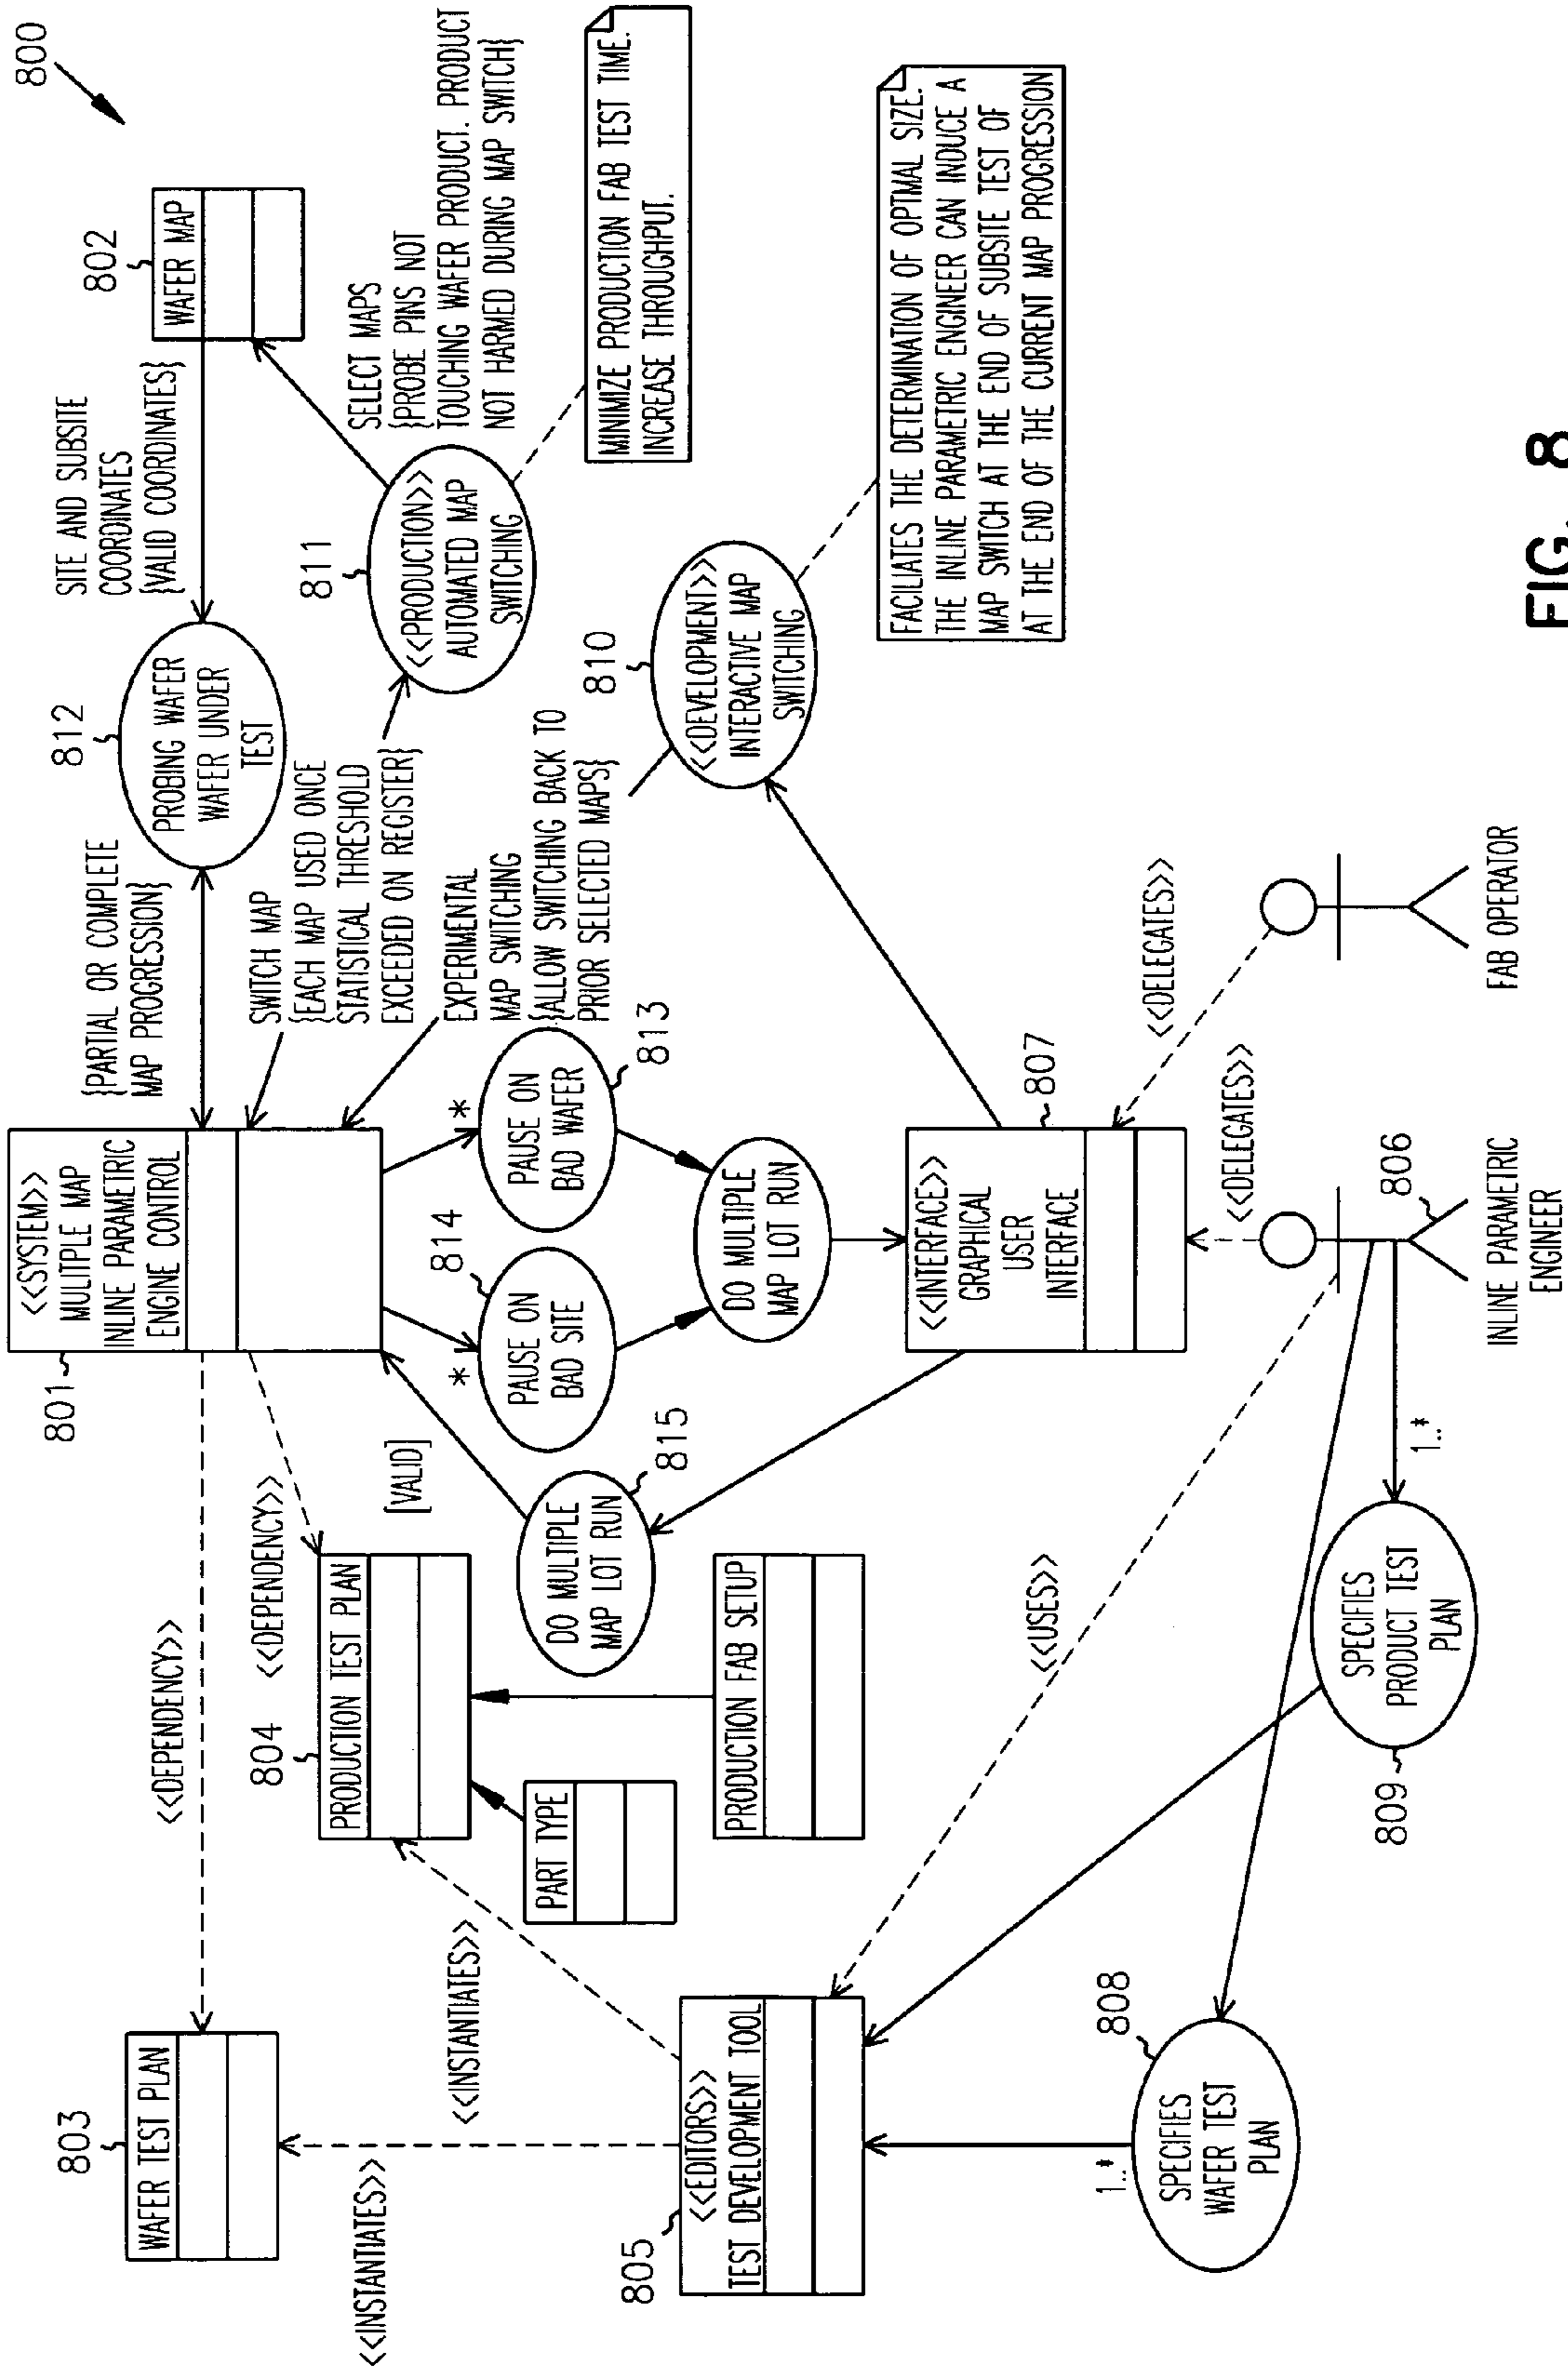 800
<<SYSTEM>>
MULITPLE MAP
INLINE PARAMETRIC
ENGINE CONTROL
801
{PARTIAL OR COMPLETE
MAP PROGRESSION}
812
PROBING WAFER
WAFER UNDER
TEST
SITE AND SUBSITE
COORDINATES
{VALID COORDINATES}
802
WAFER MAP
803
WAFER TEST PLAN
<<DEPENDENCY>>
<<DEPENDENCY>>
804
PRODUCTION TEST PLAN
[VALID]
SWITCH MAP
{EACH MAP USED ONCE
STATISTICAL THRESHOLD
EXCEEDED ON REGISTER}
811
<<PRODUCTION>>
AUTOMATED MAP
SWITCHING
SELECT MAPS
{PROBE PINS NOT
TOUCHING WAFER PRODUCT. PRODUCT
NOT HARMED DURING MAP SWITCH}
EXPERIMENTAL
MAP SWITCHING
{ALLOW SWITCHING BACK TO
PRIOR SELECTED MAPS}
MINIMIZE PRODUCTION FAB TEST TIME.
INCREASE THROUGHPUT.
<<INSTANTIATES>>
<<INSTANTIATES>>
PART TYPE
PRODUCTION FAB SETUP
DO MULTIPLE
MAP LOT RUN
815
*
814
PAUSE ON
BAD SITE
*
PAUSE ON
BAD WAFER
813
DO MULTIPLE
MAP LOT RUN
810
<<DEVELOPMENT>>
INTERACTIVE MAP
SWITCHING
FACILIATES THE DETERMINATION OF OPTMAL SIZE.
THE INLINE PARAMETRIC ENGINEER CAN INDUCE A
MAP SWITCH AT THE END OF SUBSITE TEST OF
AT THE END OF THE CURRENT MAP PROGRESSION
805
<<EDITORS>>
TEST DEVELOPMENT TOOL
<<INTERFACE>>
GRAPHICAL
USER
INTERFACE
807
<<USES>>
<<DELEGATES>>
<<DELEGATES>>
1..*
808
SPECIFIES
WAFER TEST
PLAN
809
SPECIFIES
PRODUCT TEST
PLAN
1..*
806
INLINE PARAMETRIC
ENGINEER
FAB OPERATOR
FIG. 8